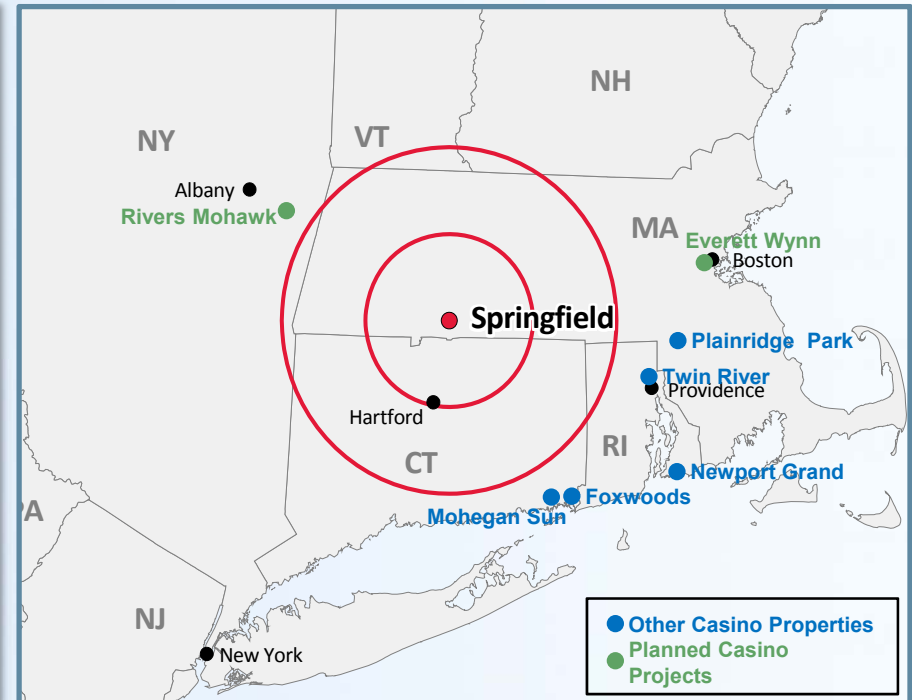 NH
VT
NY
Albany
Rivers Mohawk
MA
Everett Wynn
Boston
Springfield
Plainridge Park
Twin River
Providence
Hartford
RI
CT
Newport Grand
Foxwoods
Mohegan Sun
PA
NJ
New York
Other Casino Properties
Planned Casino
Projects